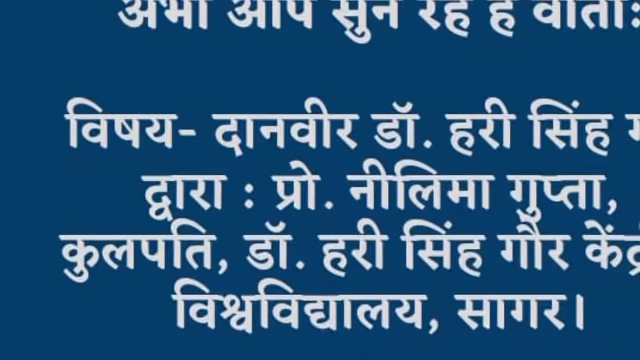 अभी आप सुन रहे हैं वार्ता:
विषय- दानवीर डॉ. हरी सिंह
द्वारा : प्रो. नीलिमा गुप्ता,
कुलपति, डॉ. हरी सिंह गौर
विश्वविद्यालय, सागर।